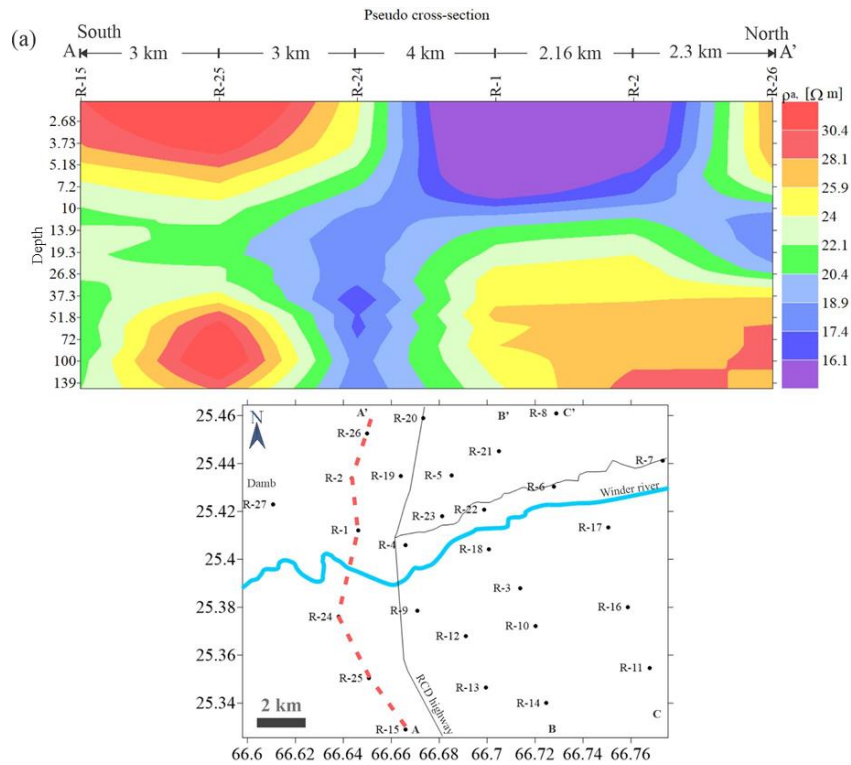 Pseudo cross-section
(a)
South
North
A 3 km 3 km 4 km 2.16 km 2.3 km A'
R-15 R-25 R-24 R-1 R-2 R-26
ρa. [Ω m]
2.68
3.73
5.18
7.2
10
13.9
19.3
26.8
37.3
51.8
72
100
139
Depth
30.4
28.1
25.9
24
22.1
20.4
18.9
17.4
16.1
25.46
25.44
25.42
25.4
25.38
25.36
25.34
N
A'
R-20
B'
R-8
C'
R-26
R-21
R-7
R-2
R-19
R-5
R-6
Damb
R-27
Winder river
R-22
R-23
R-17
R-1
R-4
R-18
R-3
R-16
R-24
R-9
R-10
R-12
R-11
R-25
R-13
R-14
RCD highway
2 km
R-15
A
B
C
66.6 66.62 66.64 66.66 66.68 66.7 66.72 66.74 66.76